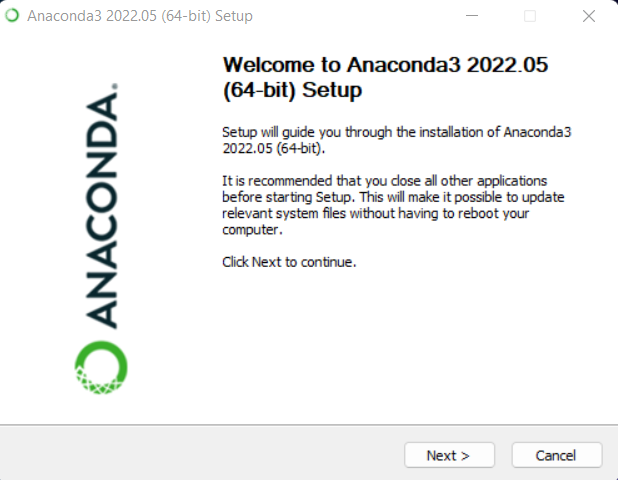 Anaconda3 2022.05 (64-bit) Setup
Welcome to Anaconda3 2022.05
(64-bit) Setup
ANACONDA.
Setup will guide you through the installation of Anaconda3
2022.05 (64-bit).
It is recommended that you close all other applications
before starting Setup. This will make it possible to update
relevant system files without having to reboot your
computer.
Click Next to continue.
Next >
Cancel